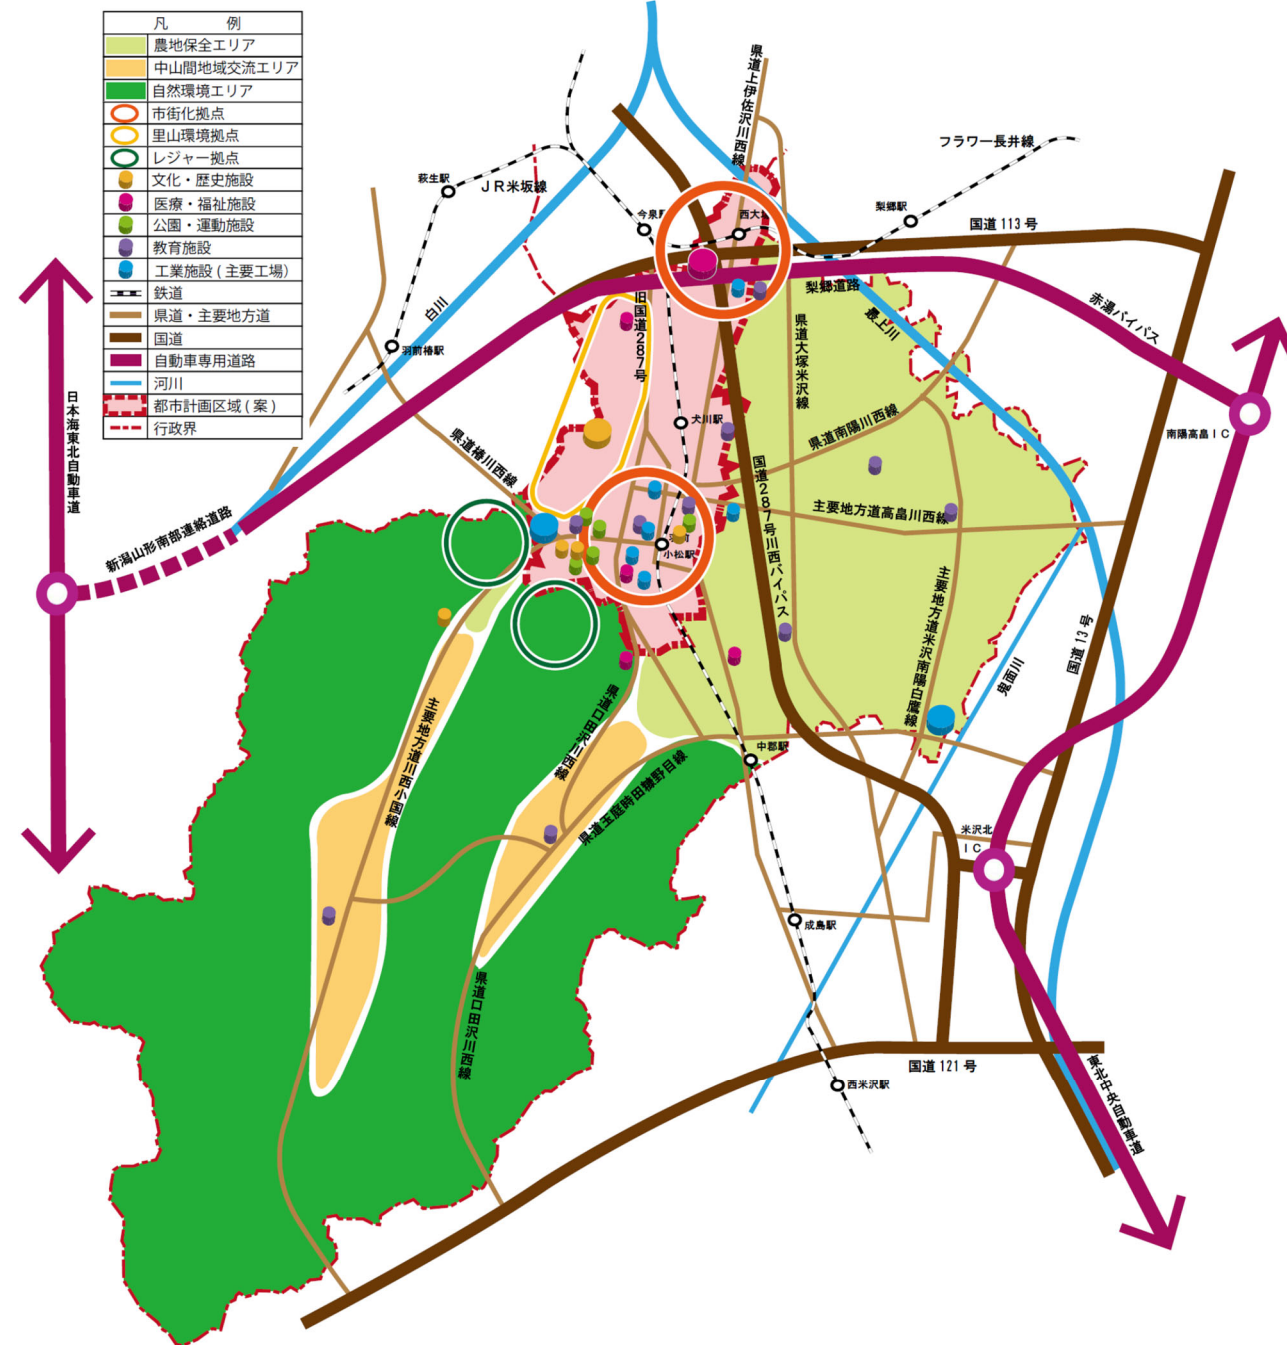 凡 例
農地保全エリア
中山間地域交流エリア
自然環境エリア
市街化拠点
里山環境拠点
レジャー拠点
文化・歴史施設
医療・福祉施設
公園・運動施設
教育施設
工業施設(主要工場)
鉄道
県道・主要地方道
国道
自動車専用道路
河川
都市計画区域(案)
行政界
県道上伊佐沢川西線
フラワー長井線
萩生駅
JR米坂線
今泉
西大
梨郷駅
国道113号
白川
旧国道287号
梨郷道路
最上川
赤湯バイパス
羽前椿駅
県道大塚米沢線
日本海東北自動車道
犬川駅
県道南陽川西線
南陽高畠IC
県道椿川西線
国道287号川西バイパス
主要地方道高畠川西線
新潟山形南部連絡道路
小松駅
主要地方道米沢南陽白鷹線
国道13号
鬼面川
県道口田沢川西線
主要地方道川西小国線
中郡駅
県道玉庭時田糠野目線
米沢北
IC
成島駅
県道口田沢川西線
国道121号
西米沢駅
東北中央自動車道